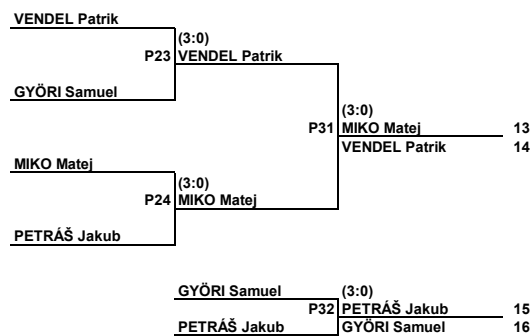 VENDEL Patrik
(3:0)
P23 VENDEL Patrik
GYÖRI Samuel
(3:0)
P31 MIKO Matej 13
VENDEL Patrik 14
MIKO Matej
(3:0)
P24 MIKO Matej
PETRÁŠ Jakub
GYÖRI Samuel (3:0)
P32 PETRÁŠ Jakub 15
PETRÁŠ Jakub GYÖRI Samuel 16